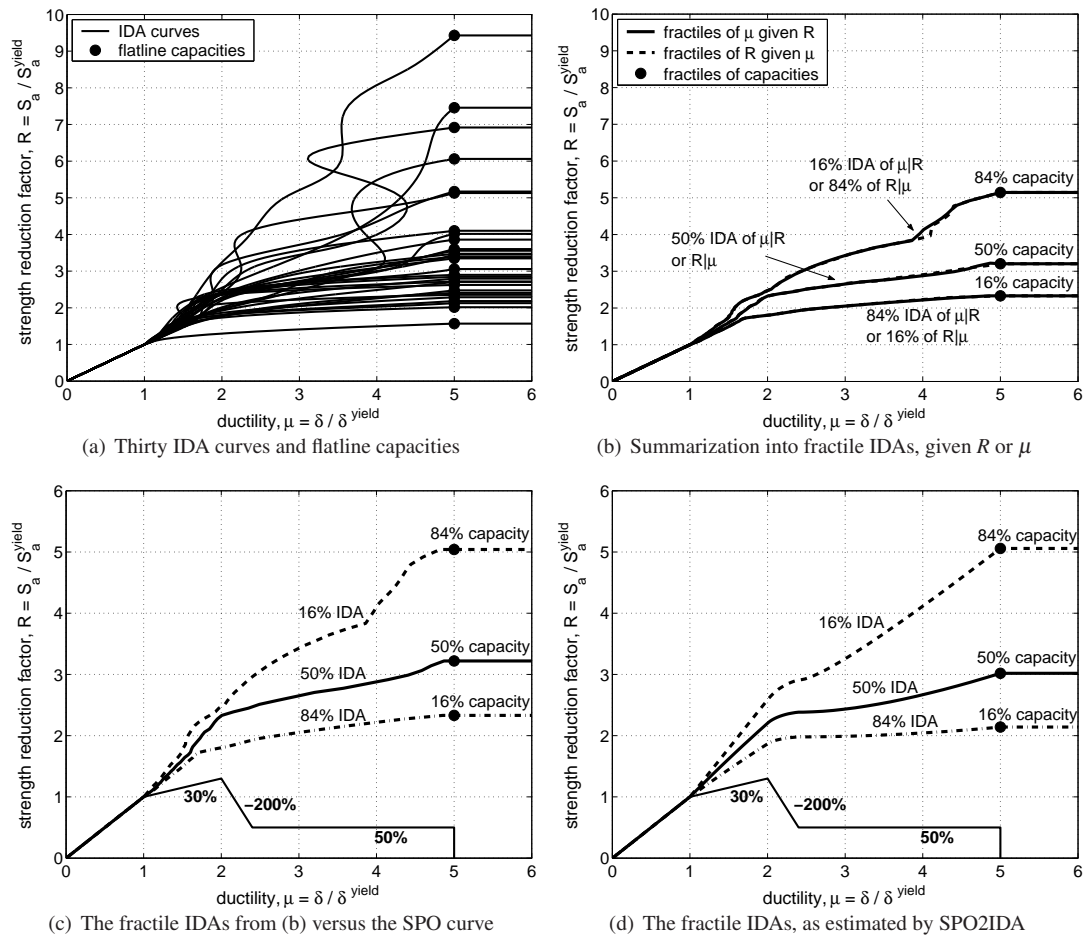 10
9
8
7
6
5
4
3
2
1
0
strength reduction factor, R = S_a / S_a^yield
IDA curves
flatline capacities
0 1 2 3 4 5 6
ductility, μ = δ / δ^yield
(a) Thirty IDA curves and flatline capacities
10
9
8
7
6
5
4
3
2
1
0
strength reduction factor, R = S_a / S_a^yield
fractiles of μ given R
fractiles of R given μ
fractiles of capacities
16% IDA of μ|R
or 84% of R|μ
84% capacity
50% IDA of μ|R
or R|μ
50% capacity
16% capacity
84% IDA of μ|R
or 16% of R|μ
0 1 2 3 4 5 6
ductility, μ = δ / δ^yield
(b) Summarization into fractile IDAs, given R or μ
6
5
4
3
2
1
0
strength reduction factor, R = S_a / S_a^yield
84% capacity
16% IDA
50% capacity
50% IDA
16% capacity
84% IDA
30%
−200%
50%
0 1 2 3 4 5 6
ductility, μ = δ / δ^yield
(c) The fractile IDAs from (b) versus the SPO curve
6
5
4
3
2
1
0
strength reduction factor, R = S_a / S_a^yield
84% capacity
16% IDA
50% capacity
50% IDA
16% capacity
84% IDA
30%
−200%
50%
0 1 2 3 4 5 6
ductility, μ = δ / δ^yield
(d) The fractile IDAs, as estimated by SPO2IDA